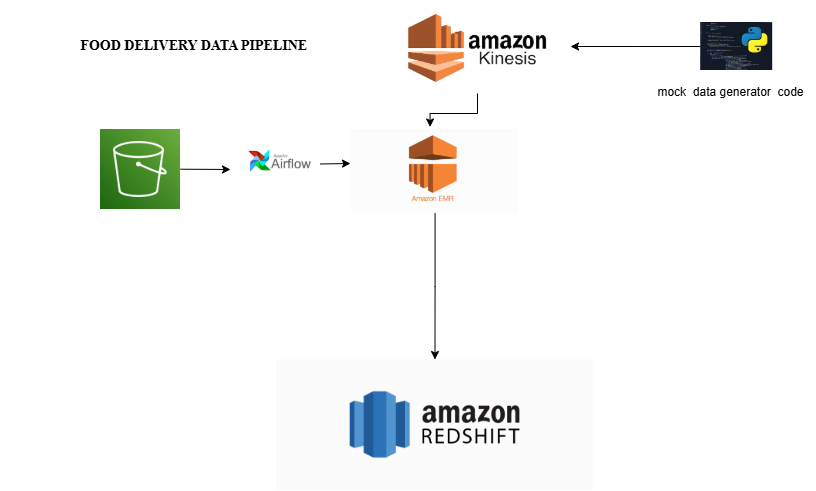 FOOD DELIVERY DATA PIPELINE
amazon
Kinesis
mock data generator code
Apache
Airflow
Amazon EMR
amazon
REDSHIFT